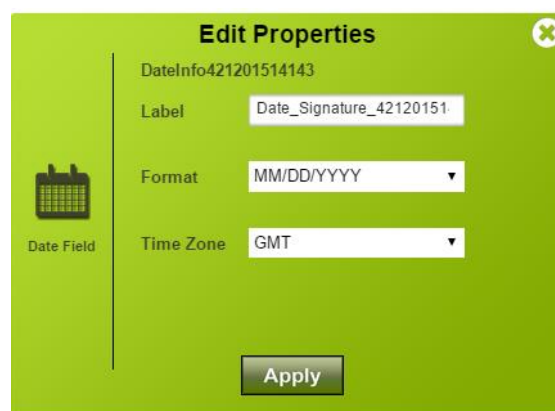 Edit Properties
DateInfo421201514143
Label
Date_Signature_42120151
Format
MM/DD/YYYY
Date Field
Time Zone
GMT
Apply